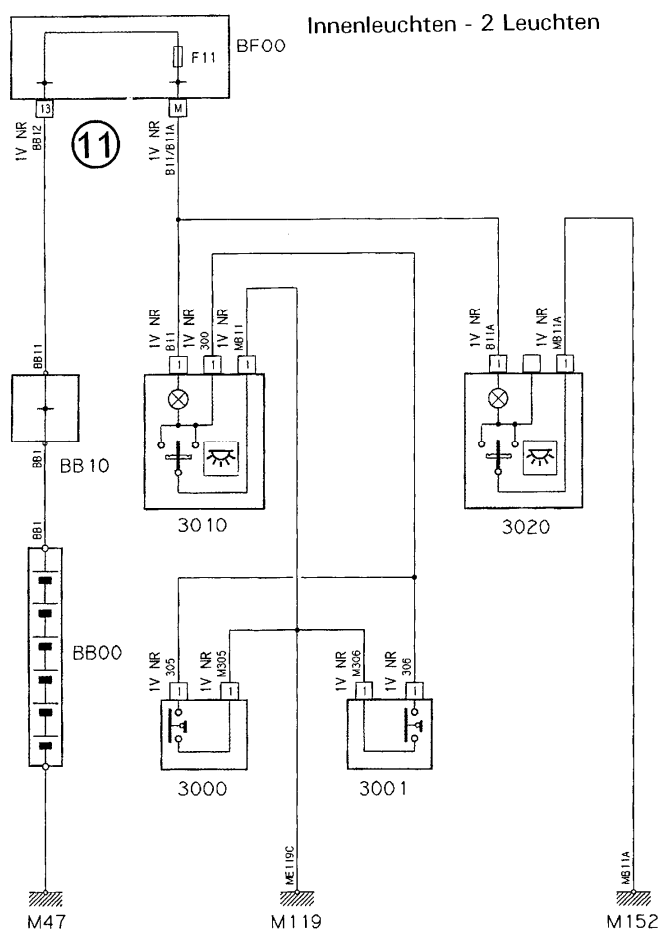 Innenleuchten - 2 Leuchten
BF00
F11
13
M
11
1V NR
BB12
1V NR
B11/B11A
1V NR
B11
1V NR
300
1V NR
MB11
1V NR
B11A
1V NR
MB11A
1
1
1
1
1
BB11
BB10
BB1
3010
3020
BB1
BB00
1V NR
305
1V NR
M305
1V NR
M306
1V NR
306
1
1
1
1
3000
3001
ME119C
MB11A
M47
M119
M152